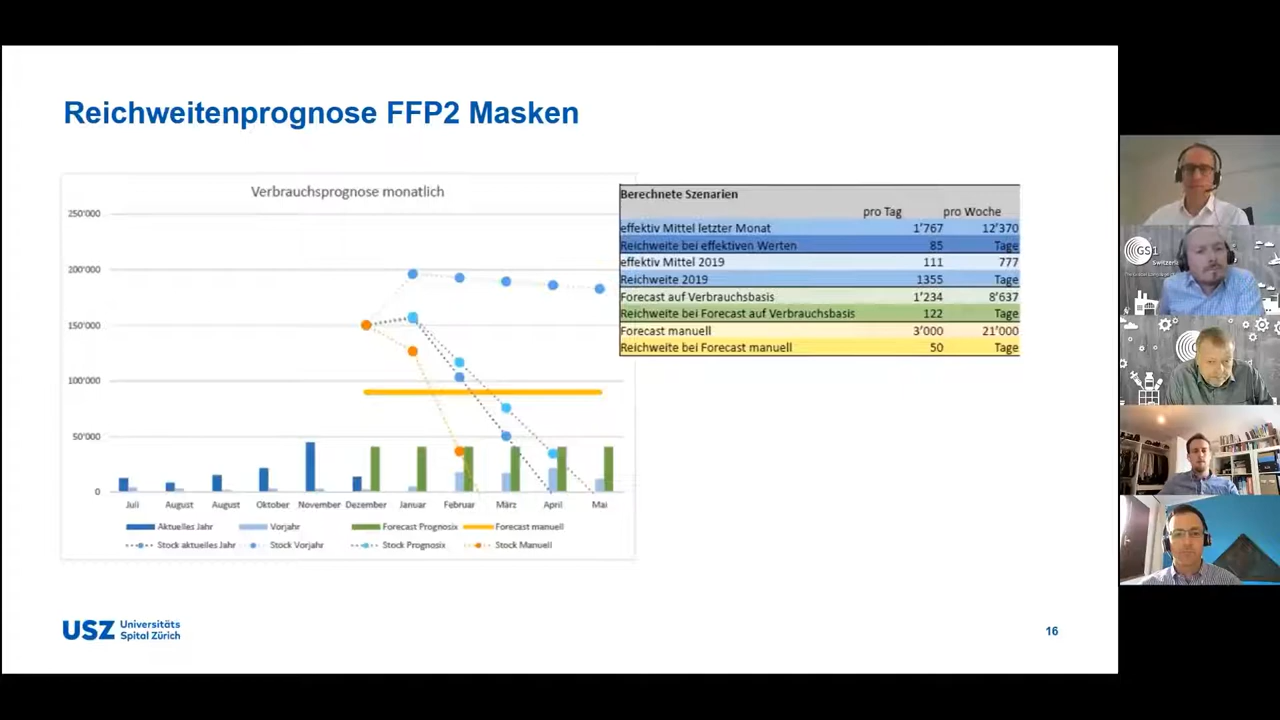 Reichweitenprognose FFP2 Masken
Verbrauchsprognose monatlich
250'000
200'000
150'000
100'000
50'000
0
Juli August August Oktober November Dezember Januar Februar März April Mai
Aktuelles Jahr Vorjahr Forecast Prognosix Forecast manuell
Stock aktuelles Jahr Stock Vorjahr Stock Prognosix Stock Manuell
Berechnete Szenarien
pro Tag pro Woche
effektiv Mittel letzter Monat 1'767 12'370
Reichweite bei effektiven Werten 85 Tage
effektiv Mittel 2019 111 777
Reichweite 2019 1355 Tage
Forecast auf Verbrauchsbasis 1'234 8'637
Reichweite bei Forecast auf Verbrauchsbasis 122 Tage
Forecast manuell 3'000 21'000
Reichweite bei Forecast manuell 50 Tage
USZ Universitäts
Spital Zürich
16
GS1